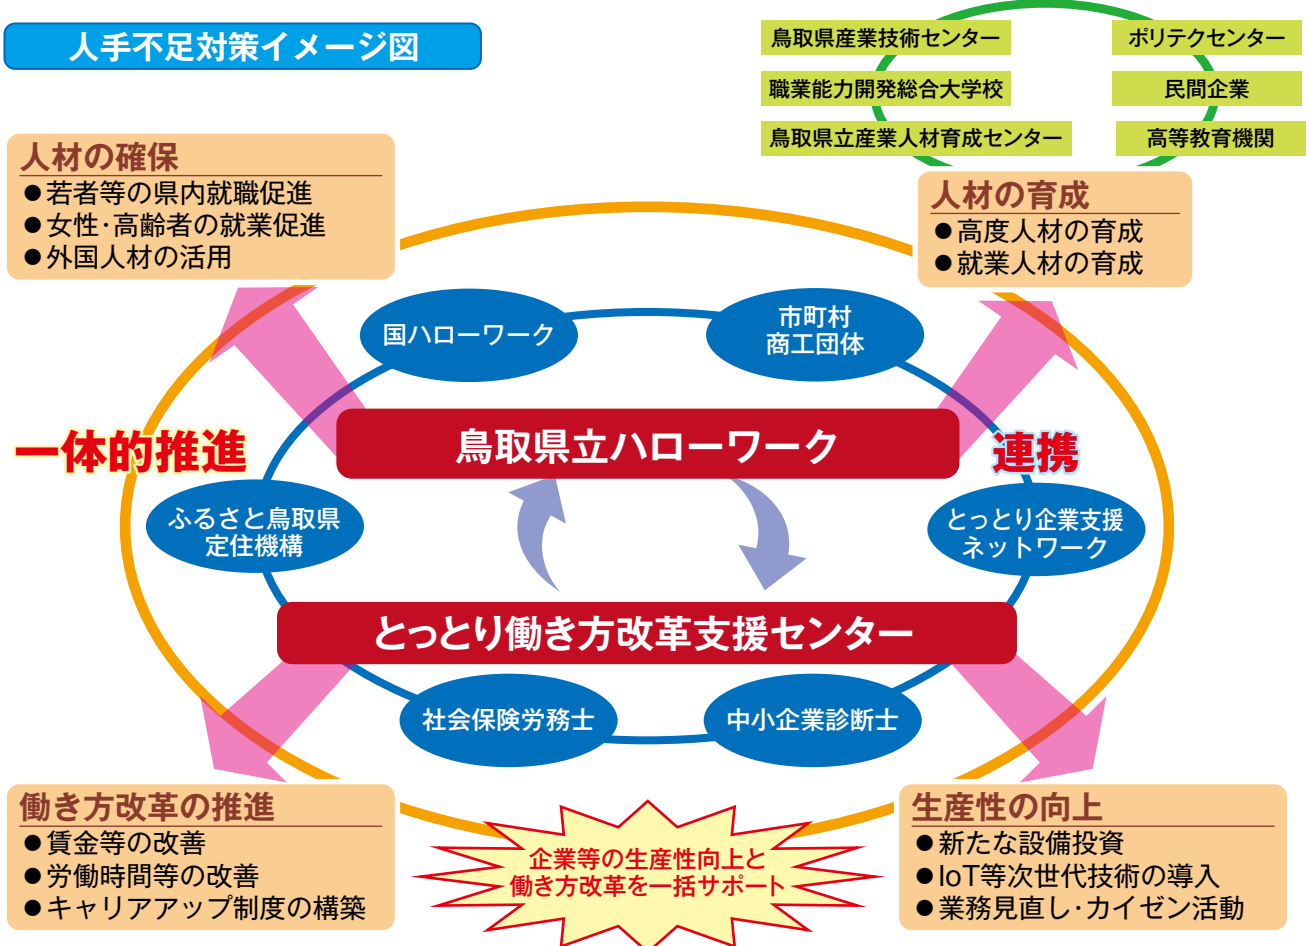 人手不足対策イメージ図
鳥取県産業技術センター
ポリテクセンター
職業能力開発総合大学校
民間企業
鳥取県立産業人材育成センター
高等教育機関
人材の確保
●若者等の県内就職促進
●女性・高齢者の就業促進
●外国人材の活用
人材の育成
●高度人材の育成
●就業人材の育成
国ハローワーク
市町村
商工団体
一体的推進
鳥取県立ハローワーク
連携
ふるさと鳥取県
定住機構
とっとり企業支援
ネットワーク
とっとり働き方改革支援センター
社会保険労務士
中小企業診断士
働き方改革の推進
●賃金等の改善
●労働時間等の改善
●キャリアアップ制度の構築
企業等の生産性向上と
働き方改革を一括サポート
生産性の向上
●新たな設備投資
●IoT等次世代技術の導入
●業務見直し・カイゼン活動